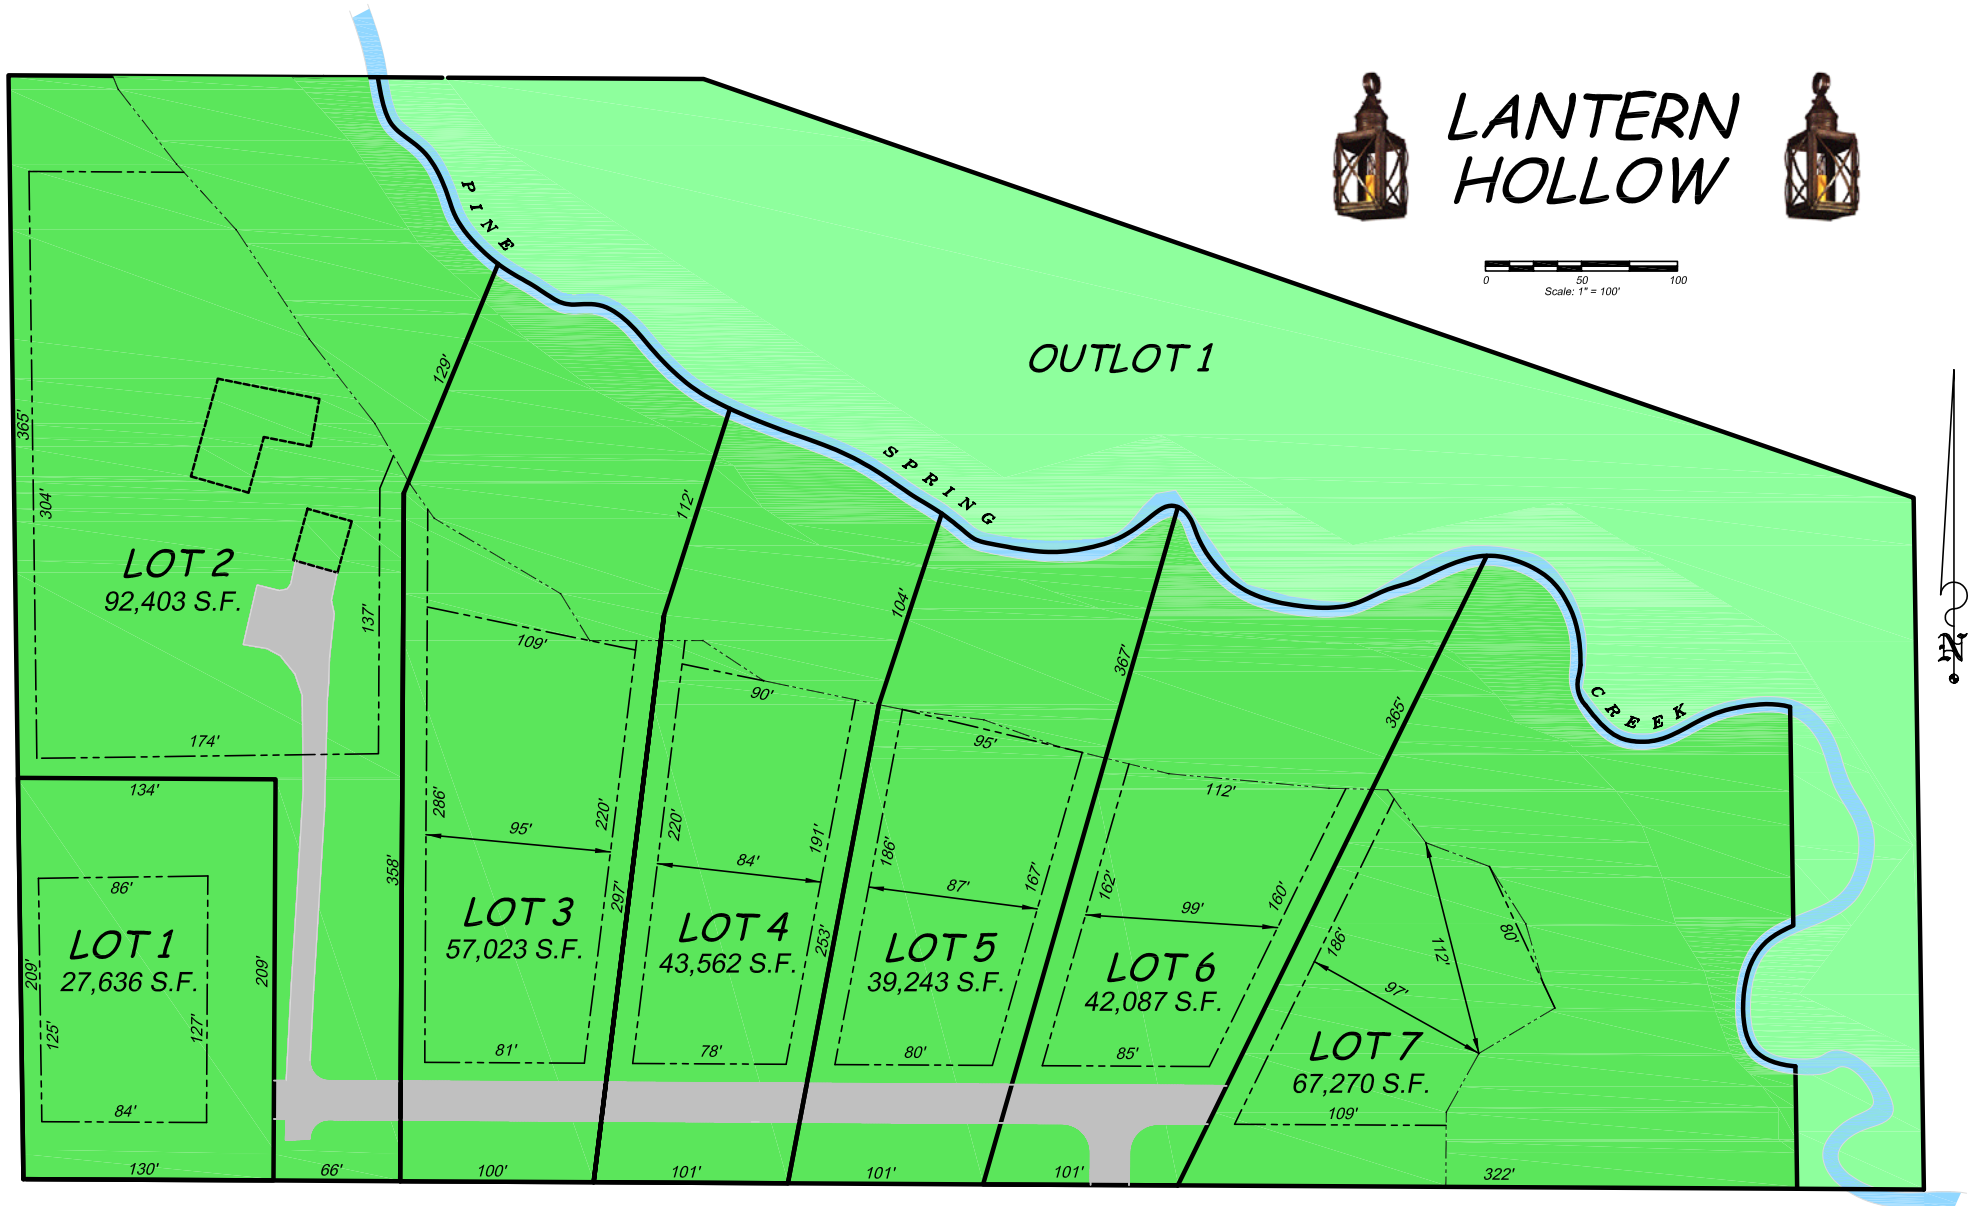 LANTERN
HOLLOW
0 50 100
Scale: 1" = 100'
PINE
SPRING
CREEK
OUTLOT 1
N
LOT 2
92,403 S.F.
365'
304'
174'
137'
129'
LOT 1
27,636 S.F.
134'
86'
209'
209'
125'
127'
84'
130'
66'
LOT 3
57,023 S.F.
109'
286'
95'
220'
358'
297'
81'
100'
LOT 4
43,562 S.F.
112'
90'
220'
84'
191'
253'
78'
101'
LOT 5
39,243 S.F.
104'
95'
186'
87'
167'
80'
101'
LOT 6
42,087 S.F.
367'
112'
162'
99'
160'
85'
101'
LOT 7
67,270 S.F.
365'
186'
97'
112'
80'
109'
322'